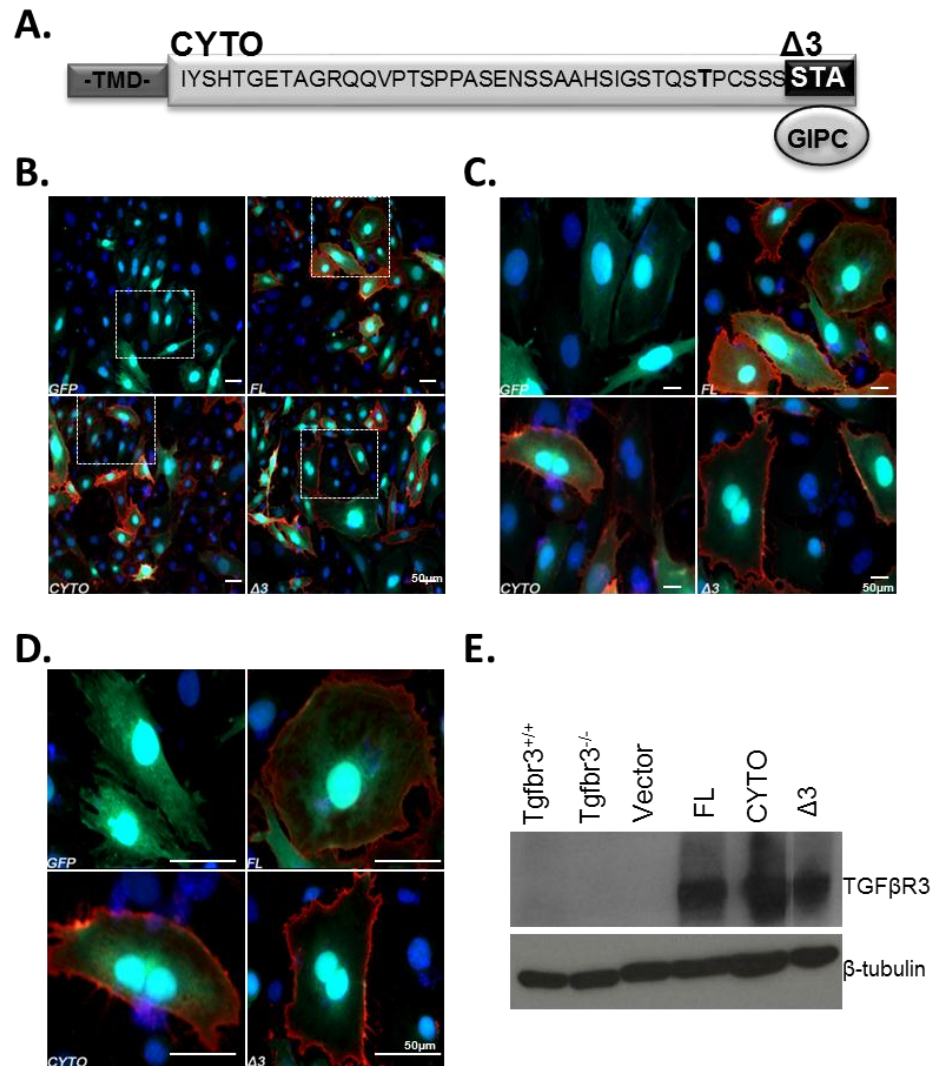 A.
CYTO
Δ3
-TMD-
IYSHTGETAGRQQVPTSPPASENSSAAHSIGSTQSTPCSSS
STA
GIPC
B.
GFP
FL
CYTO
Δ3
50μm
C.
GFP
FL
CYTO
Δ3
50μm
D.
GFP
FL
CYTO
Δ3
50μm
E.
Tgfbr3+/+
Tgfbr3-/-
Vector
FL
CYTO
Δ3
TGFβR3
β-tubulin